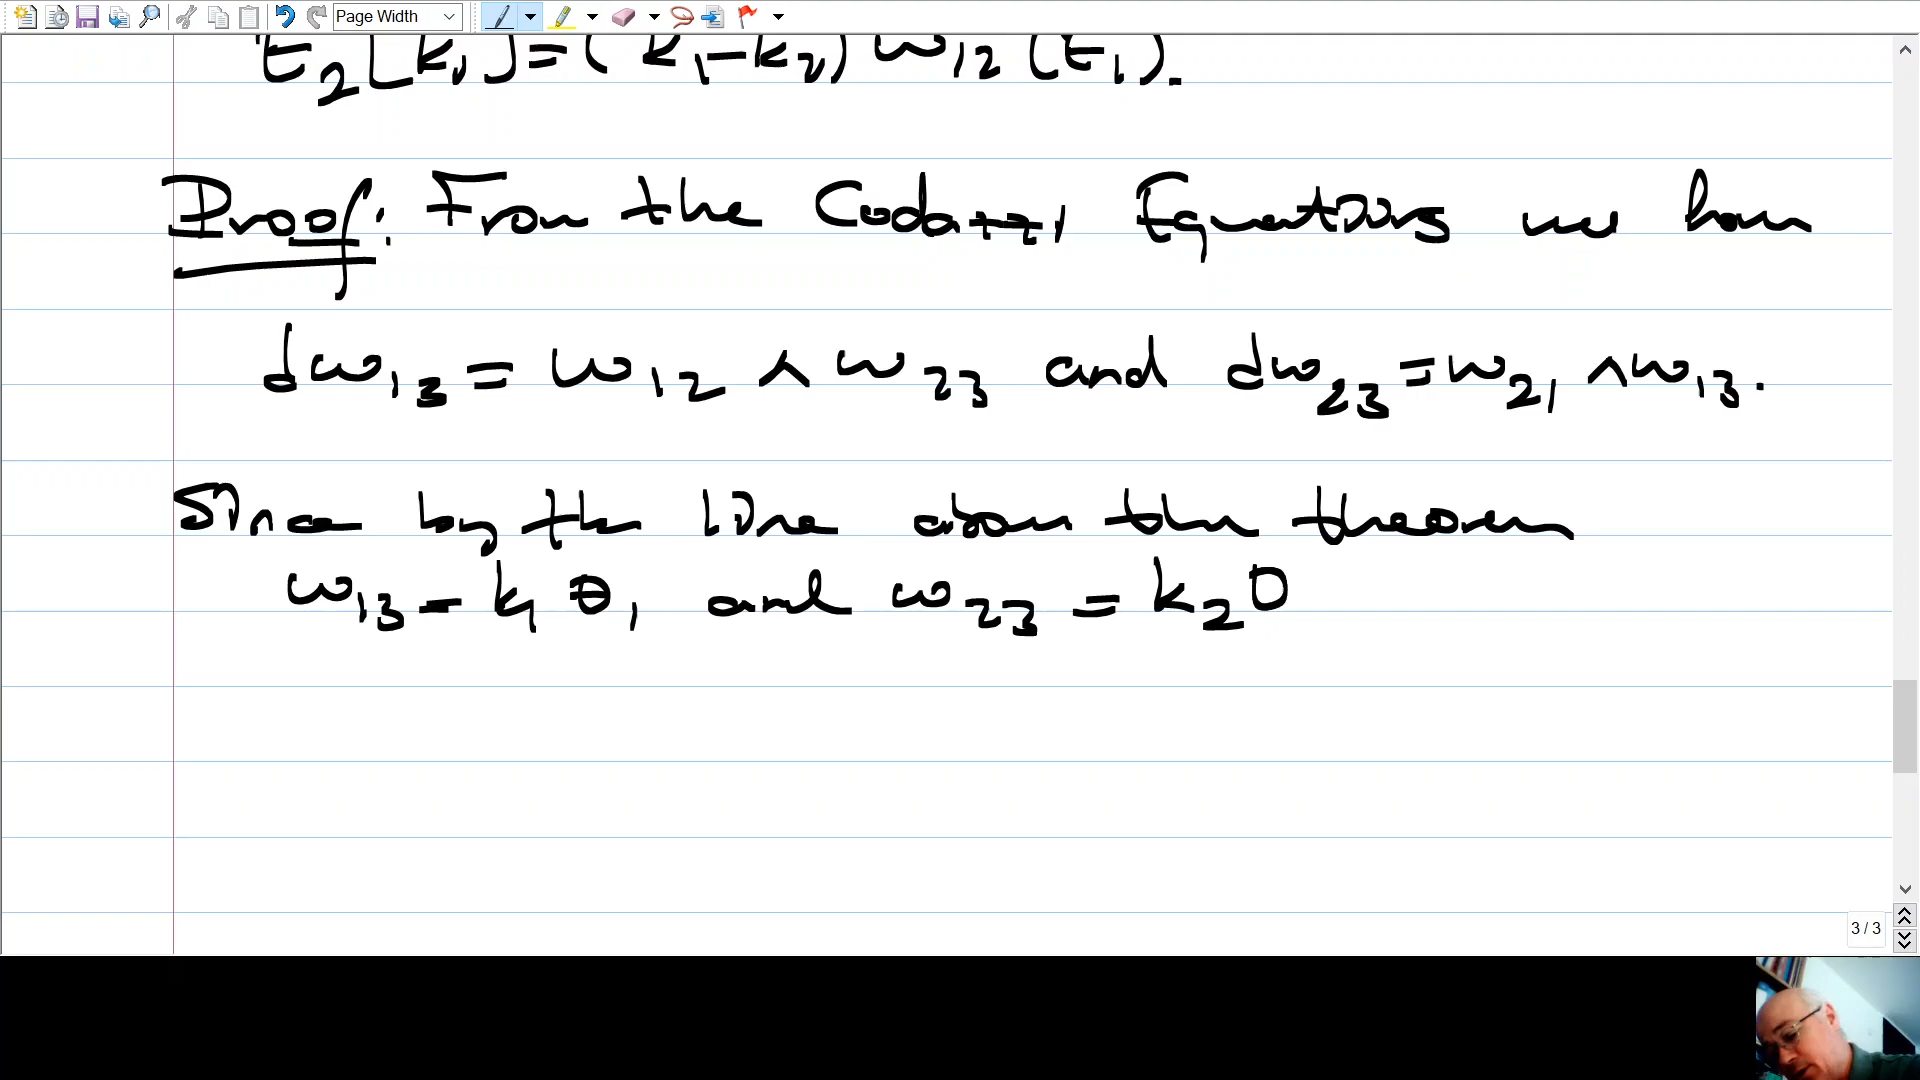 Page Width
E₂[k₁]=(k₁-k₂) ω₁₂ (E₁).
Proof: From the Codazzi Equations we have
dω₁₃ = ω₁₂ ∧ ω₂₃ and dω₂₃ = ω₂₁ ∧ ω₁₃.
Since by the line above the theorem
ω₁₃ = k₁ θ₁ and ω₂₃ = k₂ θ
3 / 3